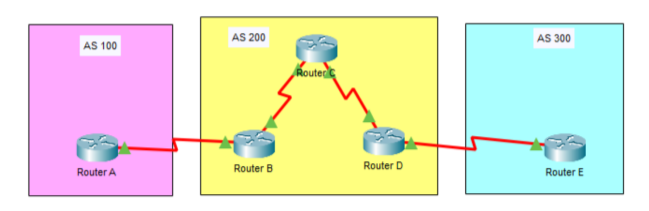 AS 100
AS 200
AS 300
Router C
Router A
Router B
Router D
Router E